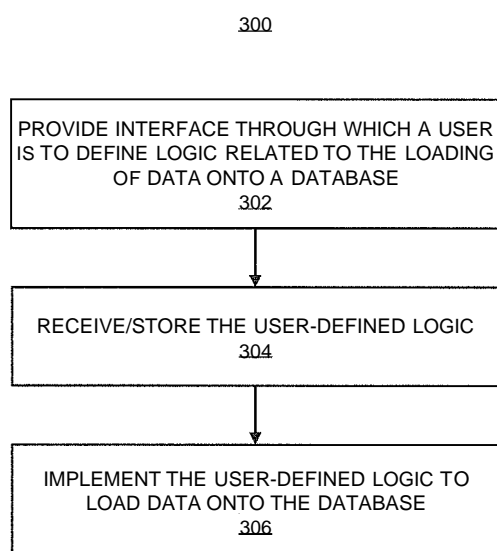 300
PROVIDE INTERFACE THROUGH WHICH A USER
IS TO DEFINE LOGIC RELATED TO THE LOADING
OF DATA ONTO A DATABASE
302
RECEIVE/STORE THE USER-DEFINED LOGIC
304
IMPLEMENT THE USER-DEFINED LOGIC TO
LOAD DATA ONTO THE DATABASE
306